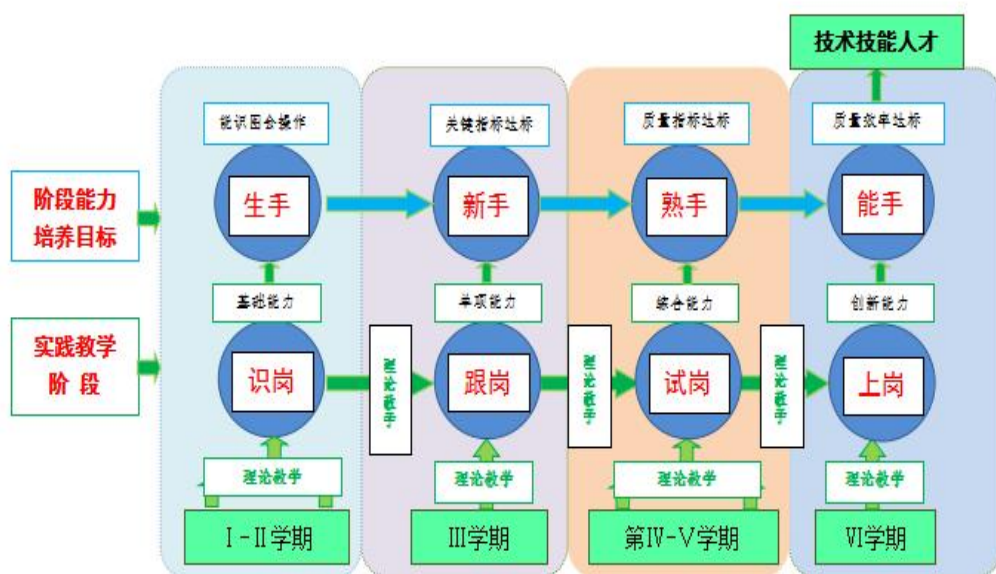 技术技能人才
能识图会操作
关键指标达标
质量指标达标
质量效率达标
阶段能力
培养目标
生手
新手
熟手
能手
基础能力
单项能力
综合能力
创新能力
实践教学
阶 段
识岗
理论教学
跟岗
理论教学
试岗
理论教学
上岗
理论教学
理论教学
理论教学
理论教学
Ⅰ-Ⅱ学期
Ⅲ学期
第Ⅳ-Ⅴ学期
Ⅵ学期